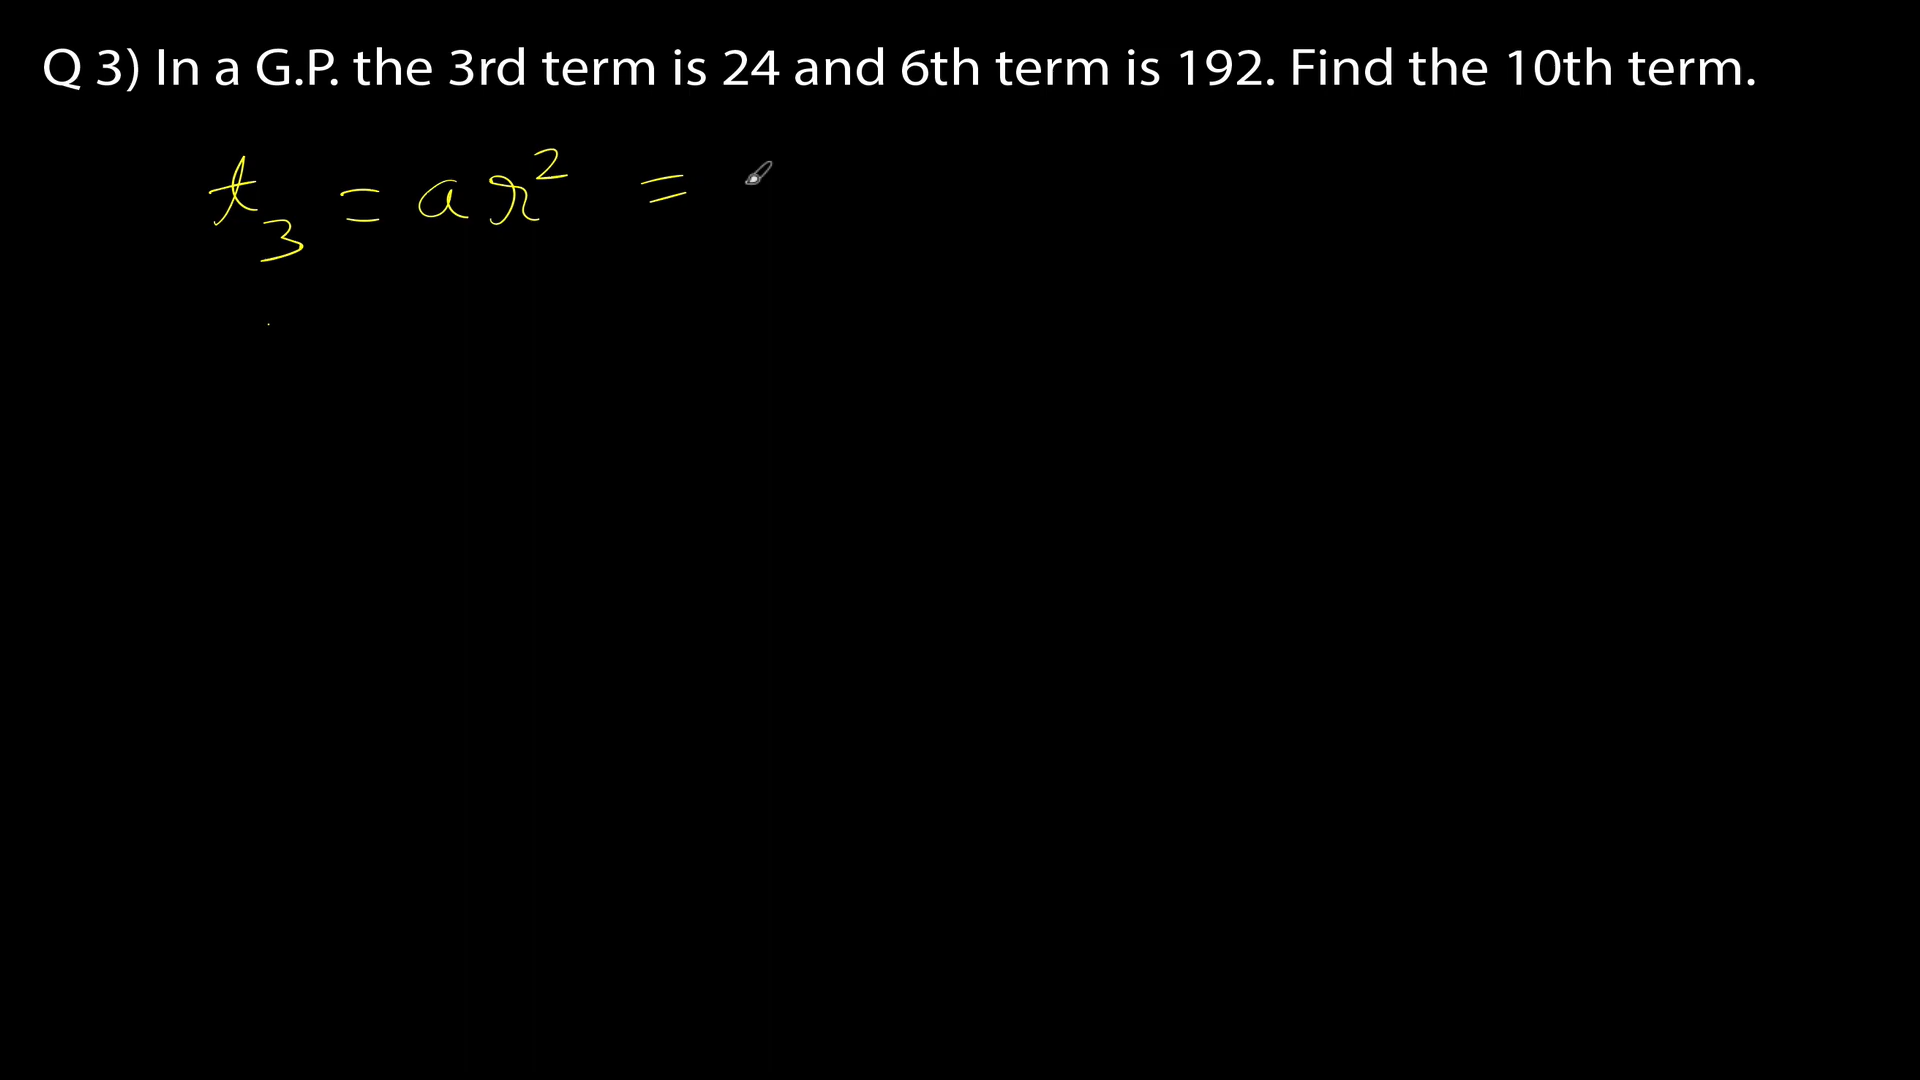 Q 3) In a G.P. the 3rd term is 24 and 6th term is 192. Find the 10th term.
t₃ = ar² =